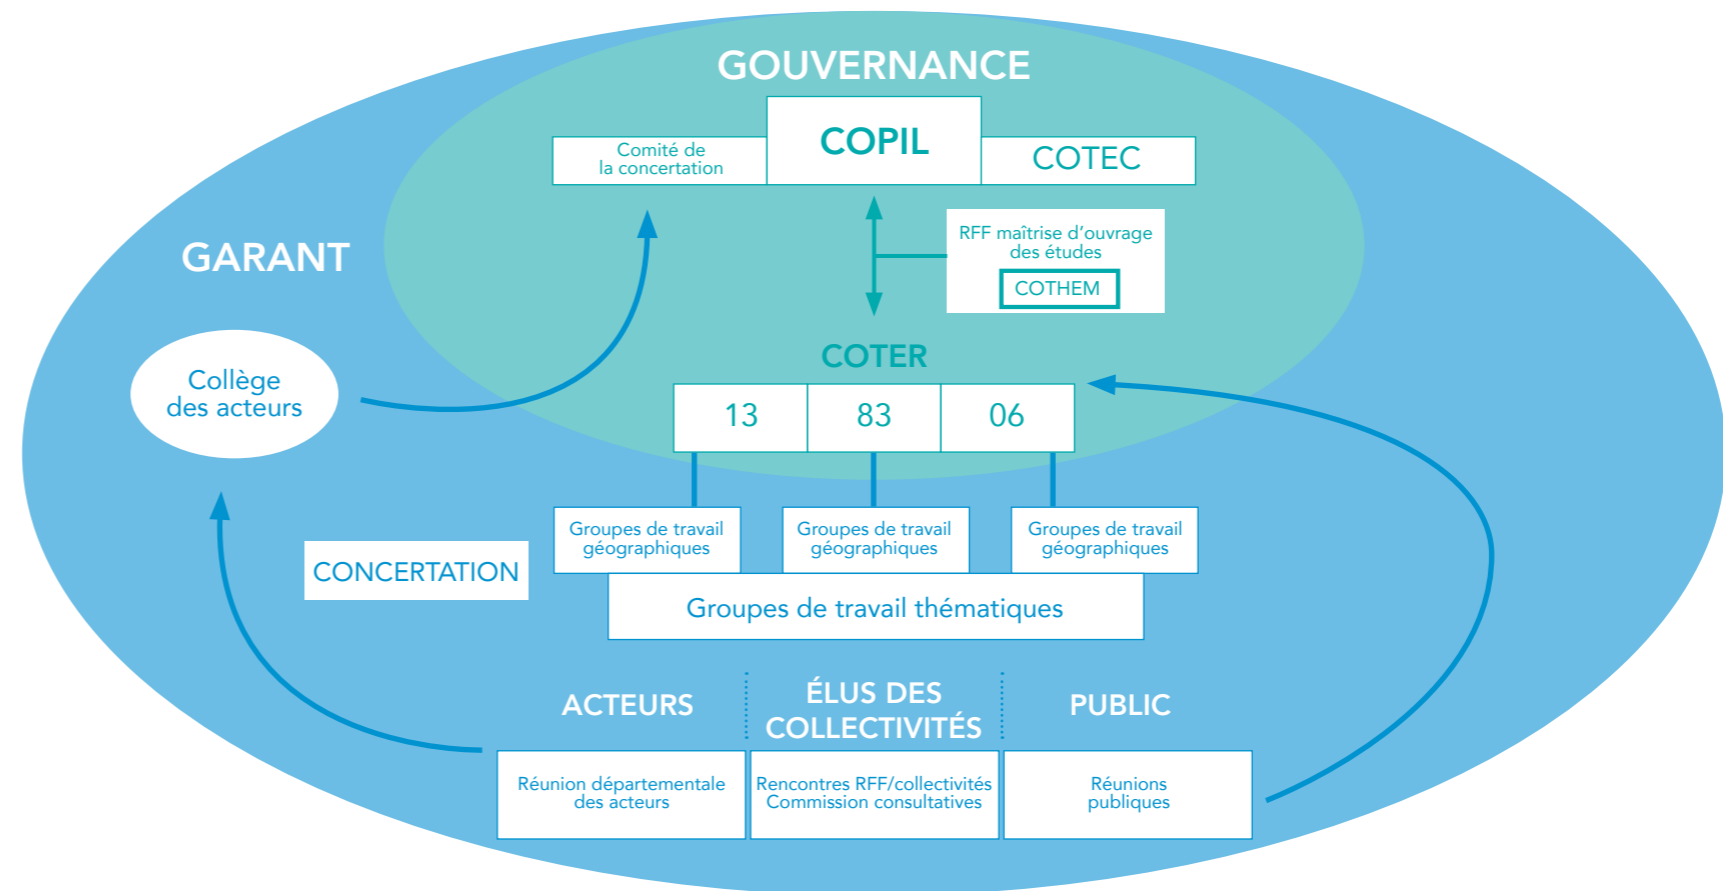 GOUVERNANCE
Comité de
la concertation
COPIL
COTEC
GARANT
RFF maîtrise d'ouvrage
des études
COTHEM
COTER
Collège
des acteurs
13
83
06
Groupes de travail
géographiques
Groupes de travail
géographiques
Groupes de travail
géographiques
CONCERTATION
Groupes de travail thématiques
ACTEURS
ÉLUS DES
COLLECTIVITÉS
PUBLIC
Réunion départementale
des acteurs
Rencontres RFF/collectivités
Commission consultatives
Réunions
publiques